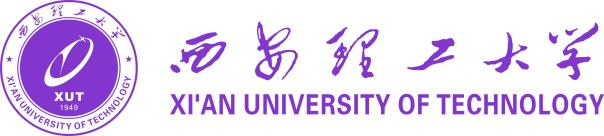 西安理工大学
XUT
1949
XI'AN UNIVERSITY OF TECHNOLOGY
西安理工大学
XI'AN UNIVERSITY OF TECHNOLOGY